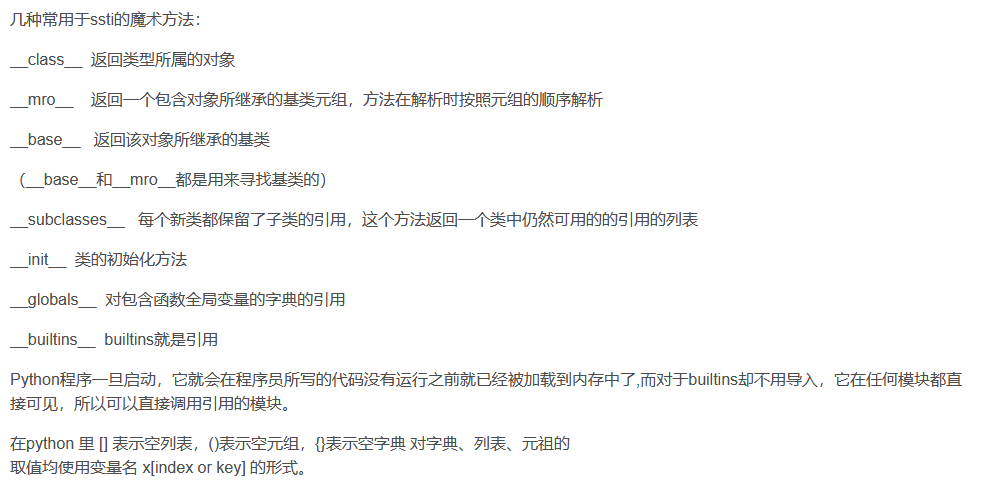 几种常用于ssti的魔术方法：
__class__  返回类型所属的对象
__mro__    返回一个包含对象所继承的基类元组，方法在解析时按照元组的顺序解析
__base__   返回该对象所继承的基类
（__base__和__mro__都是用来寻找基类的）
__subclasses__   每个新类都保留了子类的引用，这个方法返回一个类中仍然可用的的引用的列表
__init__  类的初始化方法
__globals__  对包含函数全局变量的字典的引用
__builtins__  builtins就是引用
Python程序一旦启动，它就会在程序员所写的代码没有运行之前就已经被加载到内存中了,而对于builtins却不用导入，它在任何模块都直
接可见，所以可以直接调用引用的模块。
在python 里 [] 表示空列表，()表示空元组，{}表示空字典 对字典、列表、元祖的
取值均使用变量名 x[index or key] 的形式。